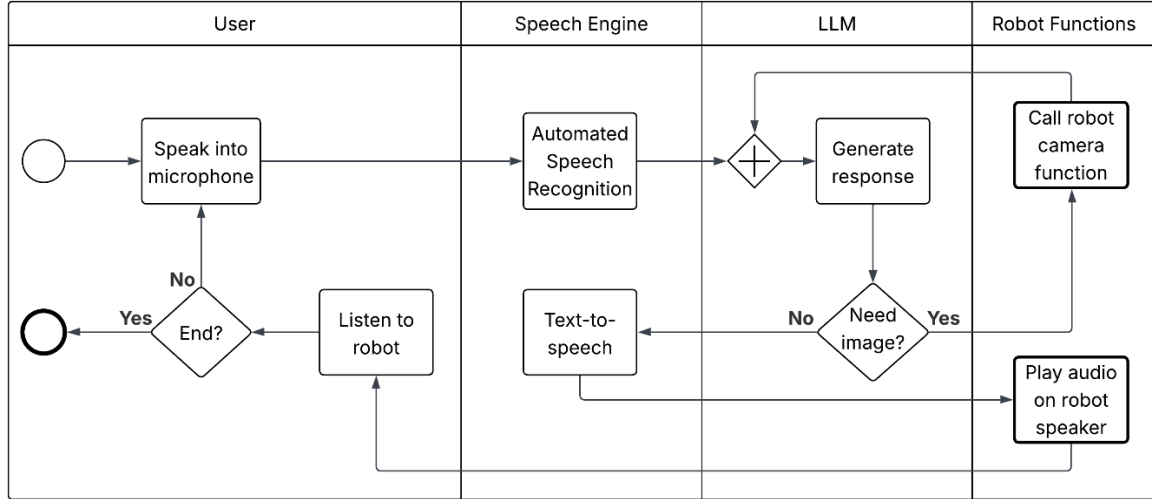 User
Speech Engine
LLM
Robot Functions
Speak into
microphone
Automated
Speech
Recognition
Generate
response
Call robot
camera
function
No
Yes
End?
Listen to
robot
Text-to-
speech
No
Need
image?
Yes
Play audio
on robot
speaker